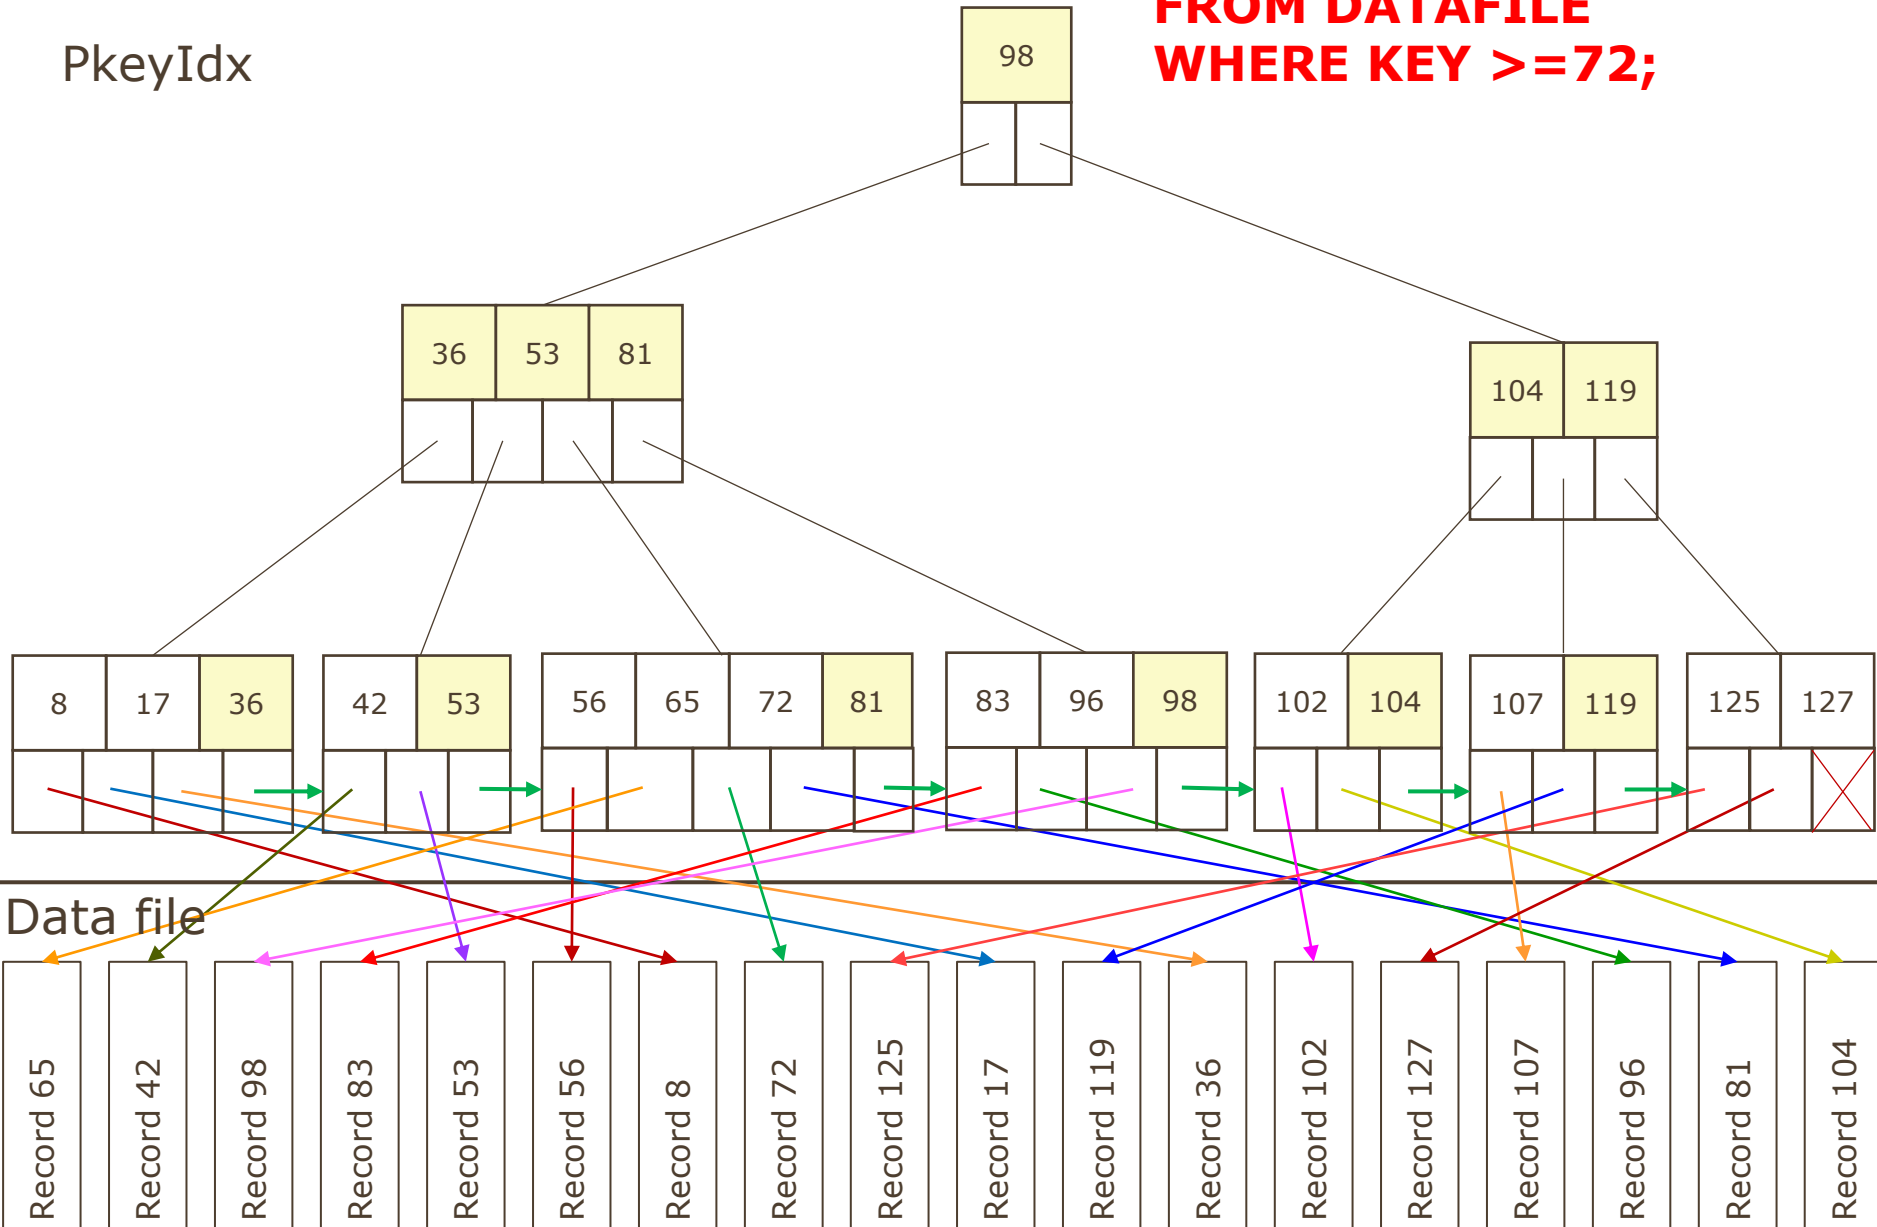 FROM DATAFILE
WHERE KEY >=72;
PkeyIdx
98
36 53 81
104 119
8 17 36 42 53 56 65 72 81 83 96 98 102 104 107 119 125 127
Data file
Record 65
Record 42
Record 98
Record 83
Record 53
Record 56
Record 8
Record 72
Record 125
Record 17
Record 119
Record 36
Record 102
Record 127
Record 107
Record 96
Record 81
Record 104